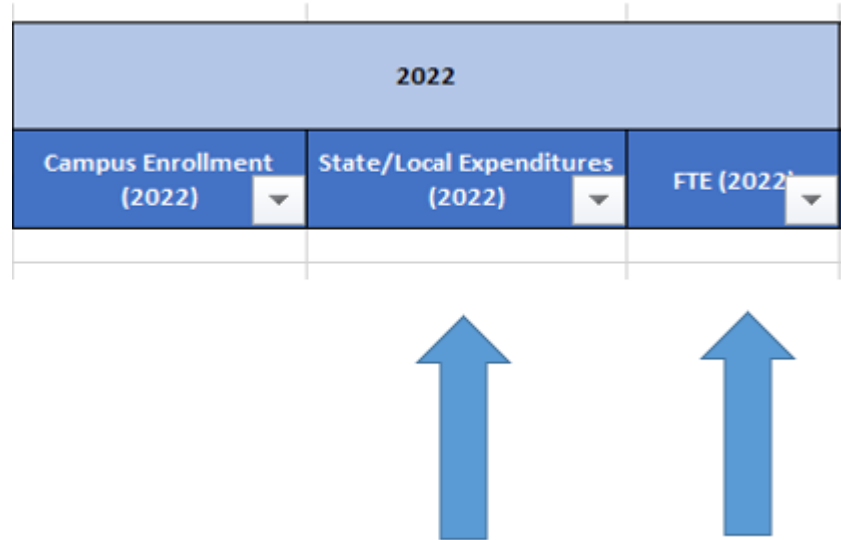 2022
Campus Enrollment
(2022)
State/Local Expenditures
(2022)
FTE (2022)